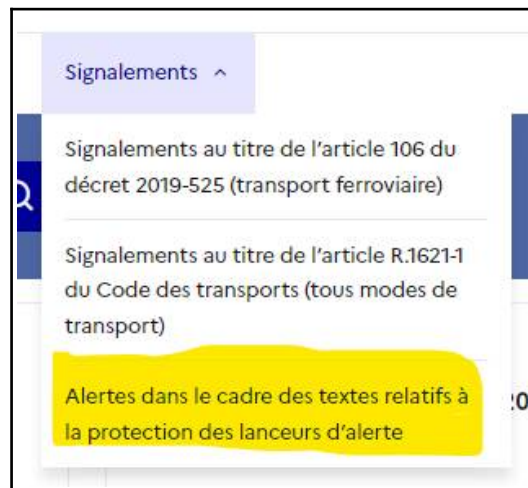 Signalements
Signalements au titre de l'article 106 du
décret 2019-525 (transport ferroviaire)
Signalements au titre de l'article R.1621-1
du Code des transports (tous modes de
transport)
Alertes dans le cadre des textes relatifs à
la protection des lanceurs d'alerte